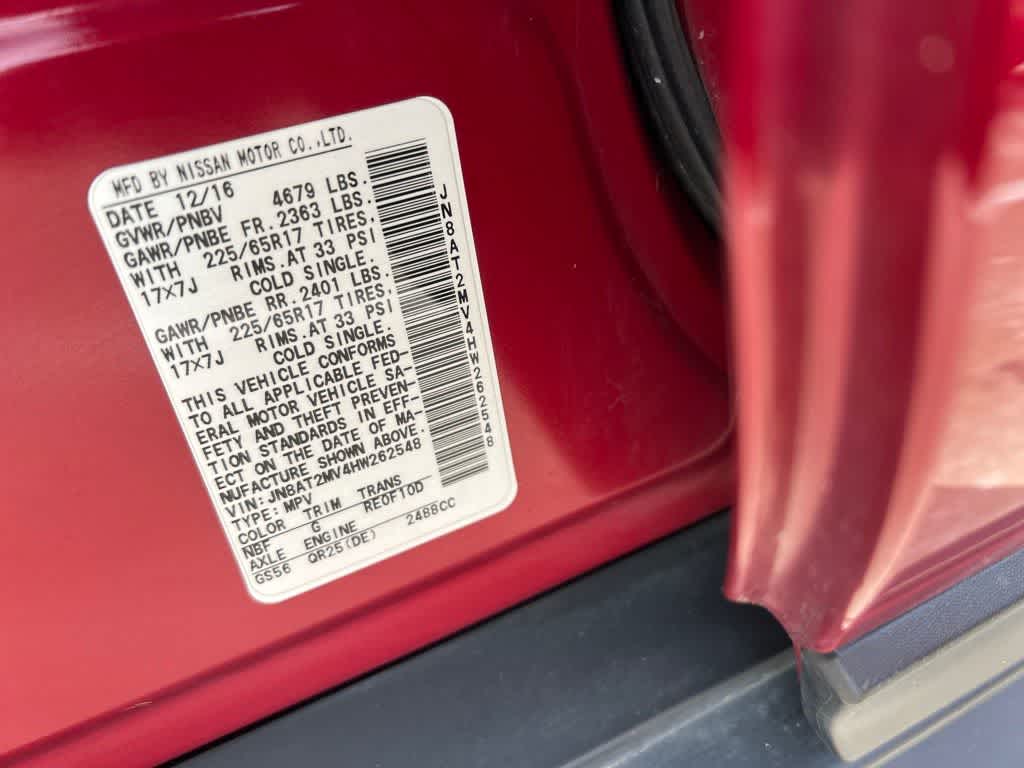 MFD BY NISSAN MOTOR CO.,LTD.
DATE 12/16
GVWR/PNBV 4679 LBS.
GAWR/PNBE FR. 2363 LBS.
WITH 225/65R17 TIRES,
17X7J RIMS.AT 33 PSI
COLD SINGLE.
GAWR/PNBE RR. 2401 LBS.
WITH 225/65R17 TIRES,
17X7J RIMS.AT 33 PSI
COLD SINGLE.
THIS VEHICLE CONFORMS
TO ALL APPLICABLE FED-
ERAL MOTOR VEHICLE SA-
FETY AND THEFT PREVEN-
TION STANDARDS IN EFF-
ECT ON THE DATE OF MA-
NUFACTURE SHOWN ABOVE.
VIN: JN8AT2MV4HW262548
TYPE: MPV
COLOR TRIM TRANS
NBF G RE0F10D
AXLE ENGINE
GS56 QR25(DE) 2488CC
JN8AT2MV4HW262548